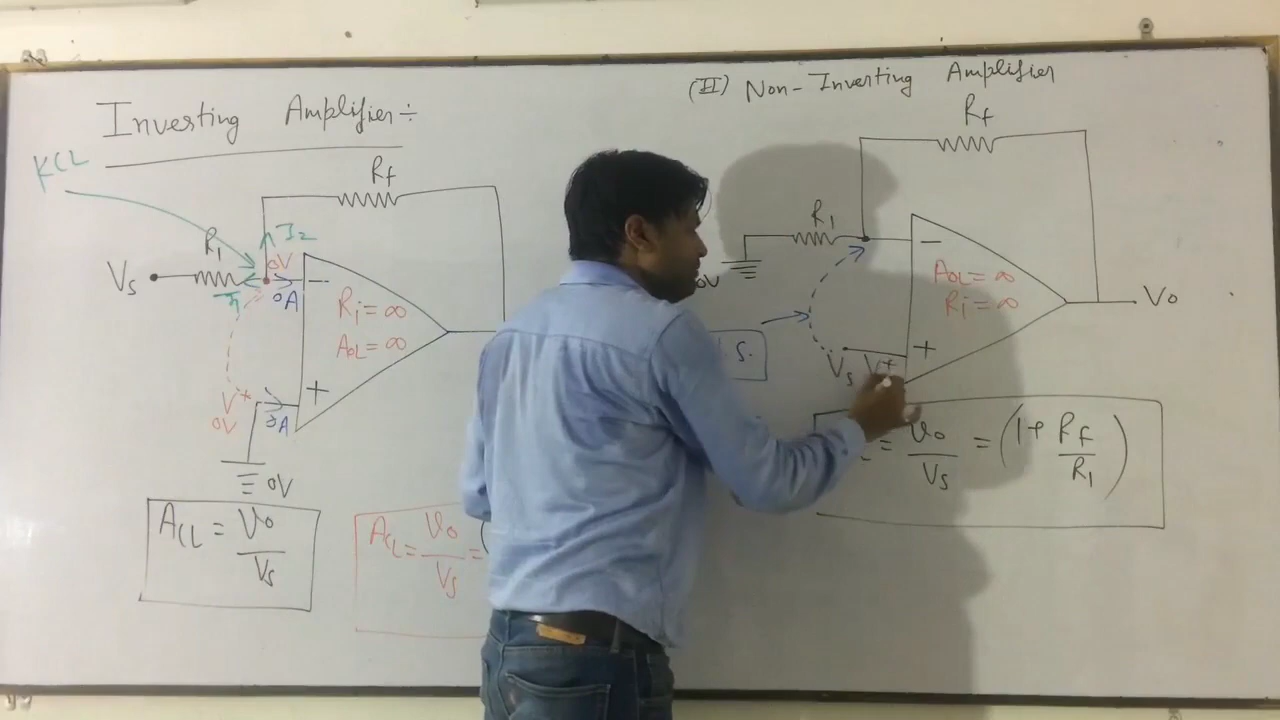 Inverting Amplifier ÷
KCL
Rf
R1
I2
0V
Vs
I1
0A
−
Ri = ∞
AOL = ∞
+
V+
0V
0A
0V
ACL = Vo/Vs
ACL = Vo/Vs = (
(II) Non-Inverting Amplifier
Rf
R1
0V
−
AOL = ∞
Ri = ∞
Vo
+
S.
Vs V+
= Vo/Vs = (1+ Rf/R1)